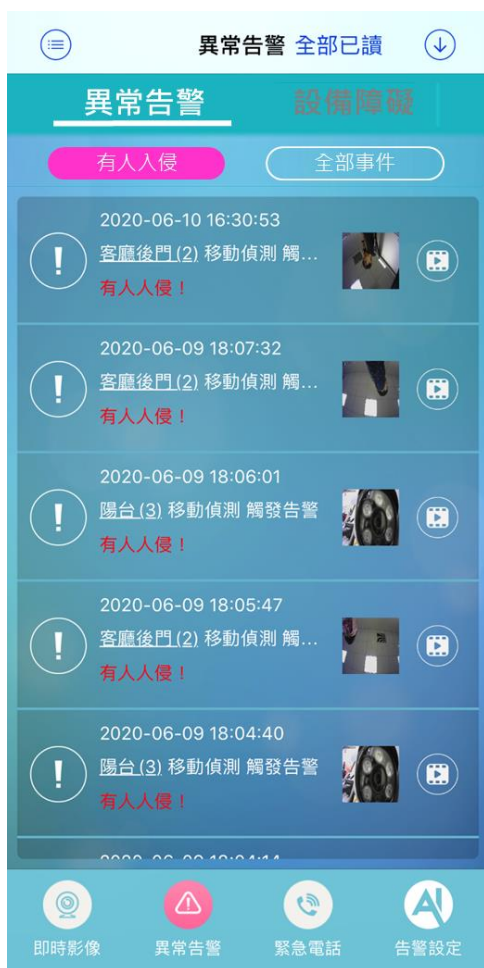 異常告警 全部已讀
異常告警 設備障礙
有人入侵 全部事件
2020-06-10 16:30:53
客廳後門(2) 移動偵測 觸...
有人入侵！
2020-06-09 18:07:32
客廳後門(2) 移動偵測 觸...
有人入侵！
2020-06-09 18:06:01
陽台(3) 移動偵測 觸發告警
有人入侵！
2020-06-09 18:05:47
客廳後門(2) 移動偵測 觸...
有人入侵！
2020-06-09 18:04:40
陽台(3) 移動偵測 觸發告警
有人入侵！
AI
即時影像 異常告警 緊急電話 告警設定